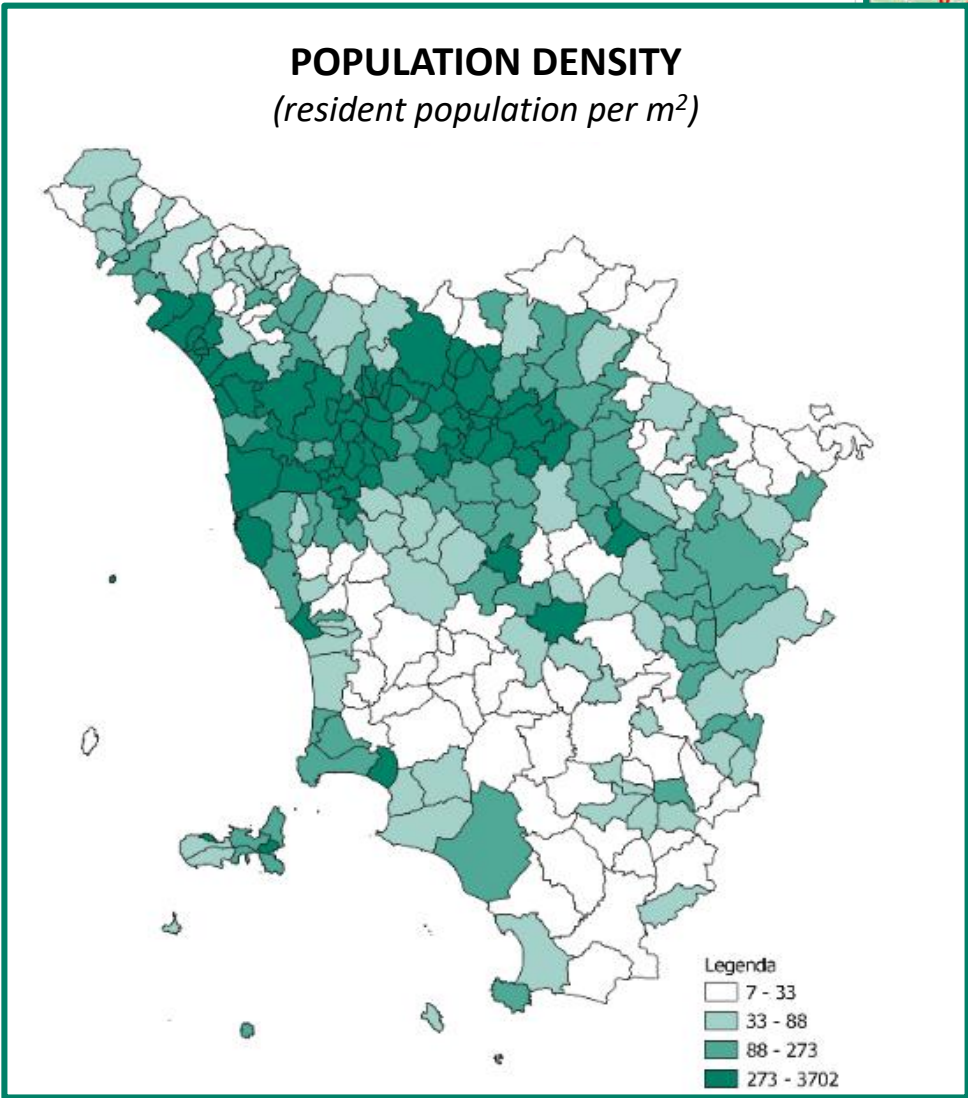 POPULATION DENSITY
(resident population per m²)
Legenda
7 - 33
33 - 88
88 - 273
273 - 3702